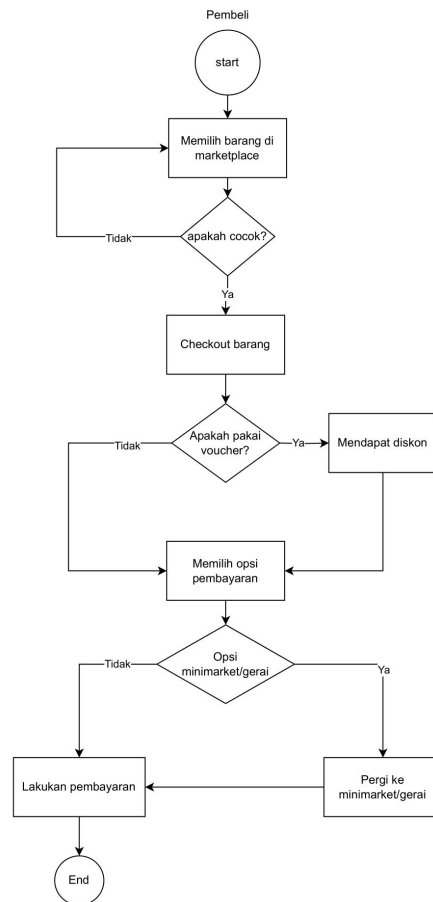 Pembeli
start
Memilih barang di
marketplace
Tidak
apakah cocok?
Ya
Checkout barang
Tidak
Apakah pakai
voucher?
Ya
Mendapat diskon
Memilih opsi
pembayaran
Tidak
Opsi
minimarket/gerai
Ya
Lakukan pembayaran
Pergi ke
minimarket/gerai
End